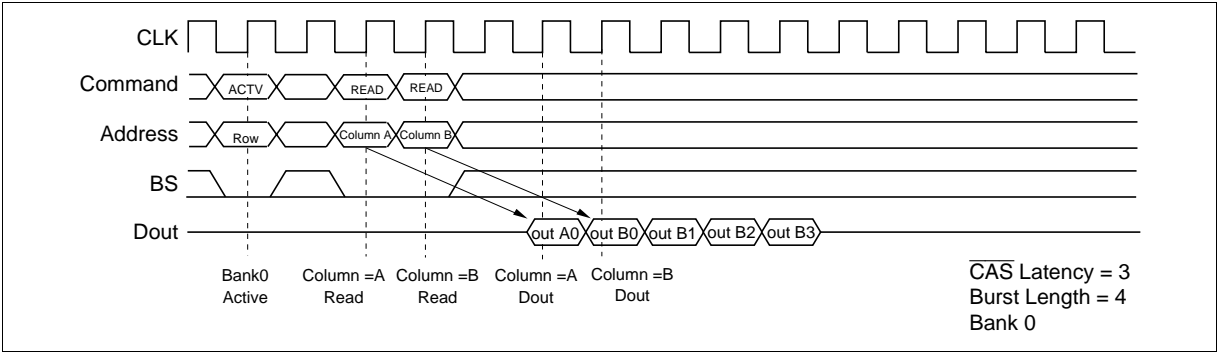 CLK
Command ACTV READ READ
Address Row Column A Column B
BS
Dout out A0 out B0 out B1 out B2 out B3
Bank0 Active
Column =A Read
Column =B Read
Column =A Dout
Column =B Dout
CAS Latency = 3
Burst Length = 4
Bank 0